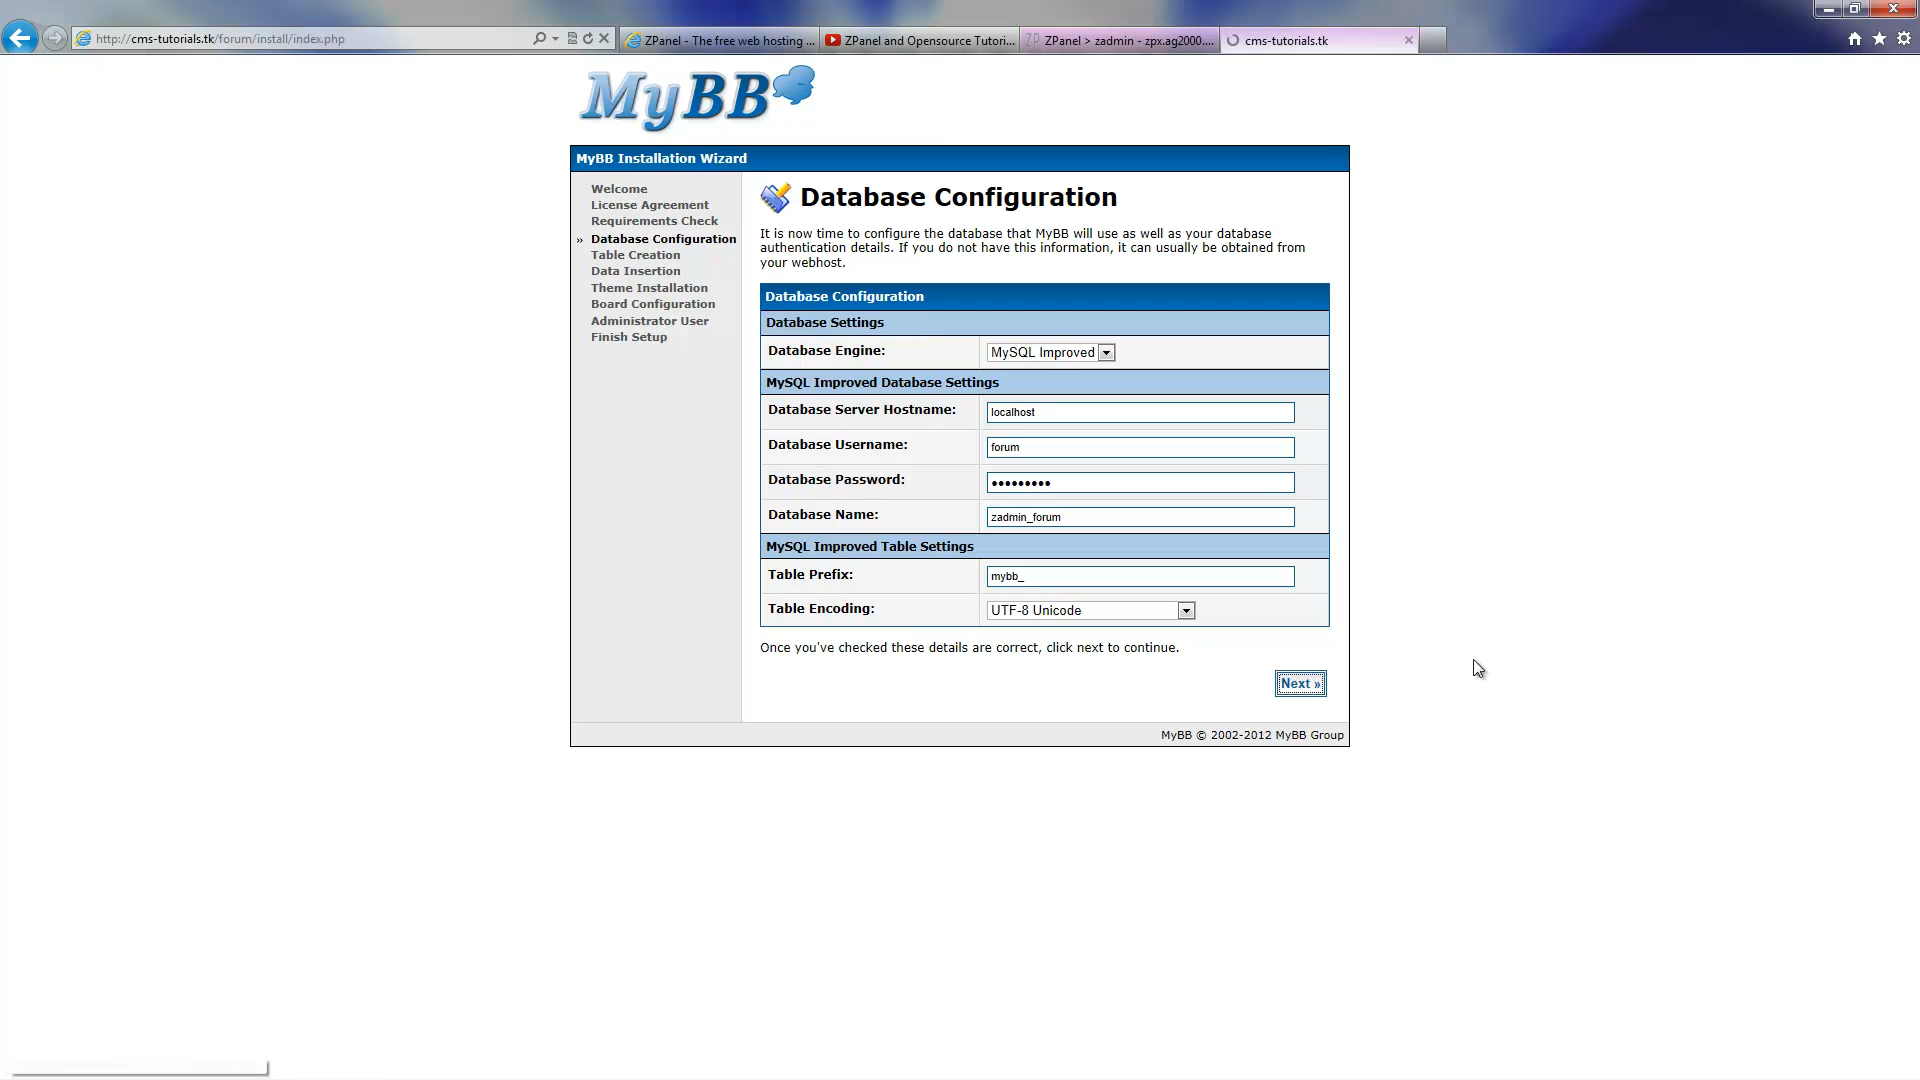 http://cms-tutorials.tk/forum/install/index.php
ZPanel - The free web hosting ...
ZPanel and Opensource Tutori...
ZPanel > zadmin - zpx.ag2000....
cms-tutorials.tk
MyBB
MyBB Installation Wizard
Welcome
License Agreement
Requirements Check
» Database Configuration
Table Creation
Data Insertion
Theme Installation
Board Configuration
Administrator User
Finish Setup
Database Configuration
It is now time to configure the database that MyBB will use as well as your database
authentication details. If you do not have this information, it can usually be obtained from
your webhost.
Database Configuration
Database Settings
Database Engine: MySQL Improved
MySQL Improved Database Settings
Database Server Hostname: localhost
Database Username: forum
Database Password: •••••••••
Database Name: zadmin_forum
MySQL Improved Table Settings
Table Prefix: mybb_
Table Encoding: UTF-8 Unicode
Once you've checked these details are correct, click next to continue.
Next »
MyBB © 2002-2012 MyBB Group